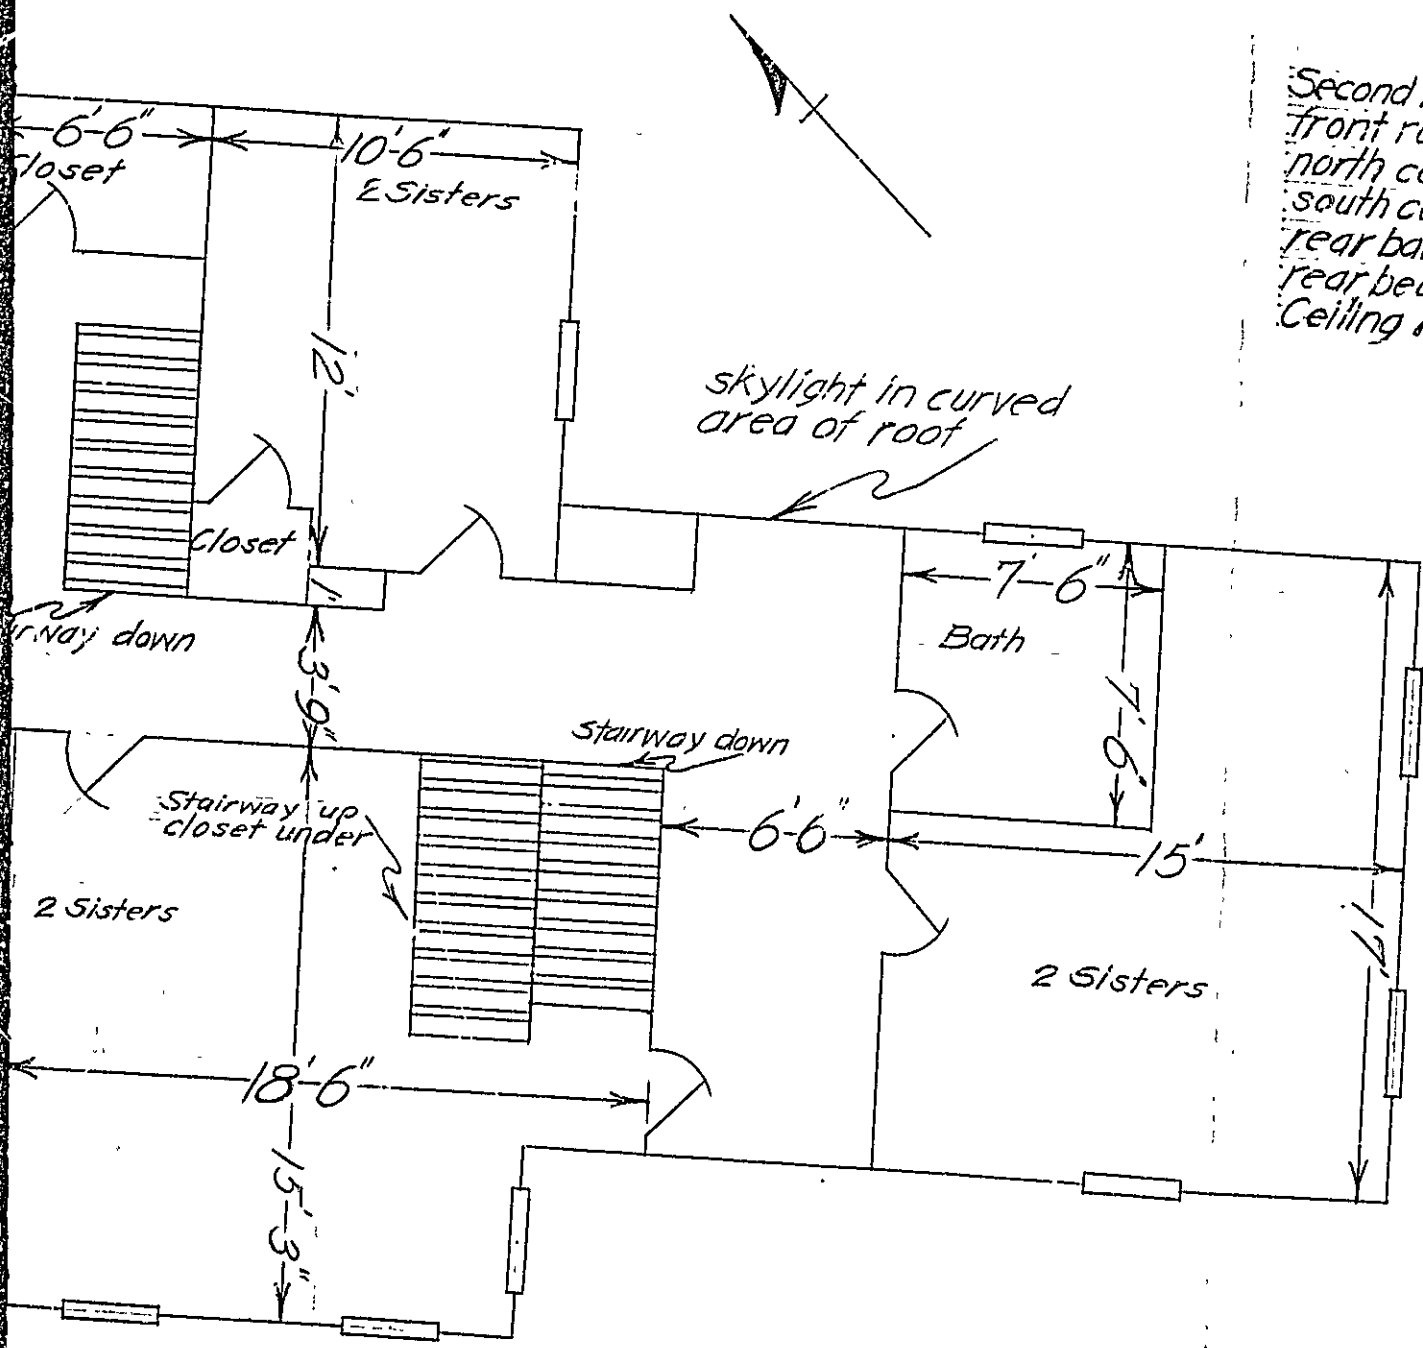 6'-6"
10'-6"
Closet
2 Sisters
12'
skylight in curved
area of roof
Second
front
north
south
rear
rear
Ceiling
Closet
1'
7'-6"
Bath
7'-6"
down
3'-9"
Stairway down
Stairway up
closet under
6'-6"
15'
17'
2 Sisters
2 Sisters
18'-6"
15'-3"